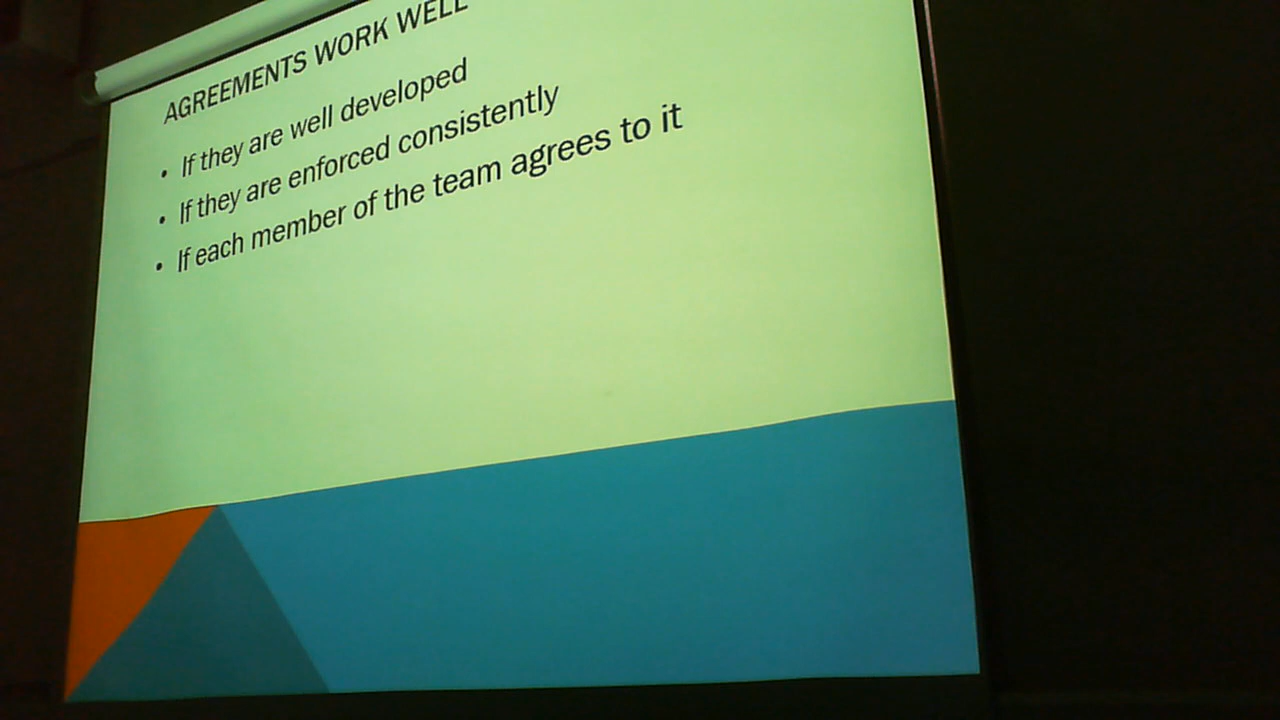 AGREEMENTS WORK WELL
• If they are well developed
• If they are enforced consistently
• If each member of the team agrees to it